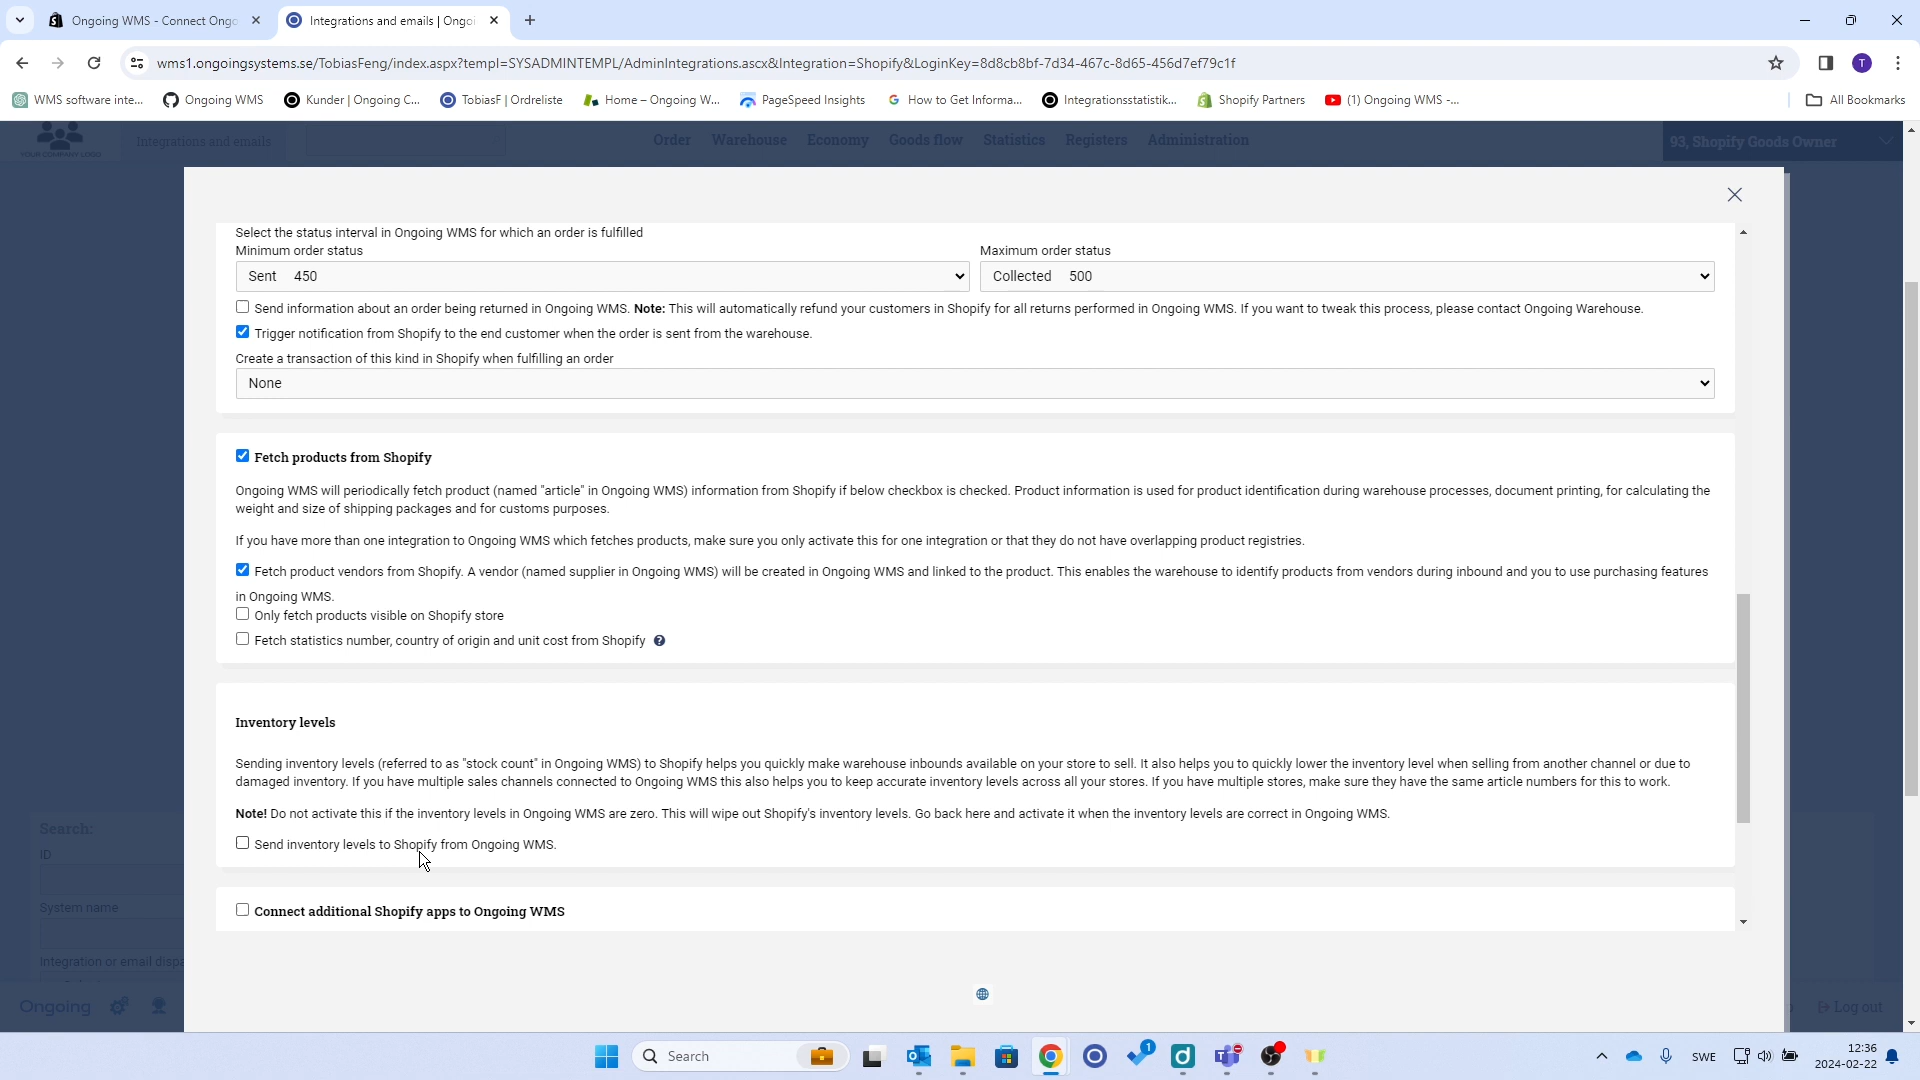 Ongoing WMS - Connect Ongo
Integrations and emails | Ongoi
wms1.ongoingsystems.se/TobiasFeng/index.aspx?templ=SYSADMINTEMPL/AdminIntegrations.ascx&Integration=Shopify&LoginKey=8d8cb8bf-7d34-467c-8d65-456d7ef79c1f
T
WMS software inte...
Ongoing WMS
Kunder | Ongoing C...
TobiasF | Ordreliste
Home – Ongoing W...
PageSpeed Insights
How to Get Informa...
Integrationsstatistik...
Shopify Partners
(1) Ongoing WMS -...
All Bookmarks
YOUR COMPANY LOGO
Integrations and emails
Order
Warehouse
Economy
Goods flow
Statistics
Registers
Administration
93, Shopify Goods Owner
Select the status interval in Ongoing WMS for which an order is fulfilled
Minimum order status
Maximum order status
Sent 450
Collected 500
Send information about an order being returned in Ongoing WMS. Note: This will automatically refund your customers in Shopify for all returns performed in Ongoing WMS. If you want to tweak this process, please contact Ongoing Warehouse.
Trigger notification from Shopify to the end customer when the order is sent from the warehouse.
Create a transaction of this kind in Shopify when fulfilling an order
None
Fetch products from Shopify
Ongoing WMS will periodically fetch product (named "article" in Ongoing WMS) information from Shopify if below checkbox is checked. Product information is used for product identification during warehouse processes, document printing, for calculating the
weight and size of shipping packages and for customs purposes.
If you have more than one integration to Ongoing WMS which fetches products, make sure you only activate this for one integration or that they do not have overlapping product registries.
Fetch product vendors from Shopify. A vendor (named supplier in Ongoing WMS) will be created in Ongoing WMS and linked to the product. This enables the warehouse to identify products from vendors during inbound and you to use purchasing features
in Ongoing WMS.
Only fetch products visible on Shopify store
Fetch statistics number, country of origin and unit cost from Shopify ?
Inventory levels
Sending inventory levels (referred to as "stock count" in Ongoing WMS) to Shopify helps you quickly make warehouse inbounds available on your store to sell. It also helps you to quickly lower the inventory level when selling from another channel or due to
damaged inventory. If you have multiple sales channels connected to Ongoing WMS this also helps you to keep accurate inventory levels across all your stores. If you have multiple stores, make sure they have the same article numbers for this to work.
Note! Do not activate this if the inventory levels in Ongoing WMS are zero. This will wipe out Shopify's inventory levels. Go back here and activate it when the inventory levels are correct in Ongoing WMS.
Send inventory levels to Shopify from Ongoing WMS.
Connect additional Shopify apps to Ongoing WMS
Search:
ID
System name
Integration or email dispa
Ongoing
Log out
Search
1
SWE
12:36
2024-02-22